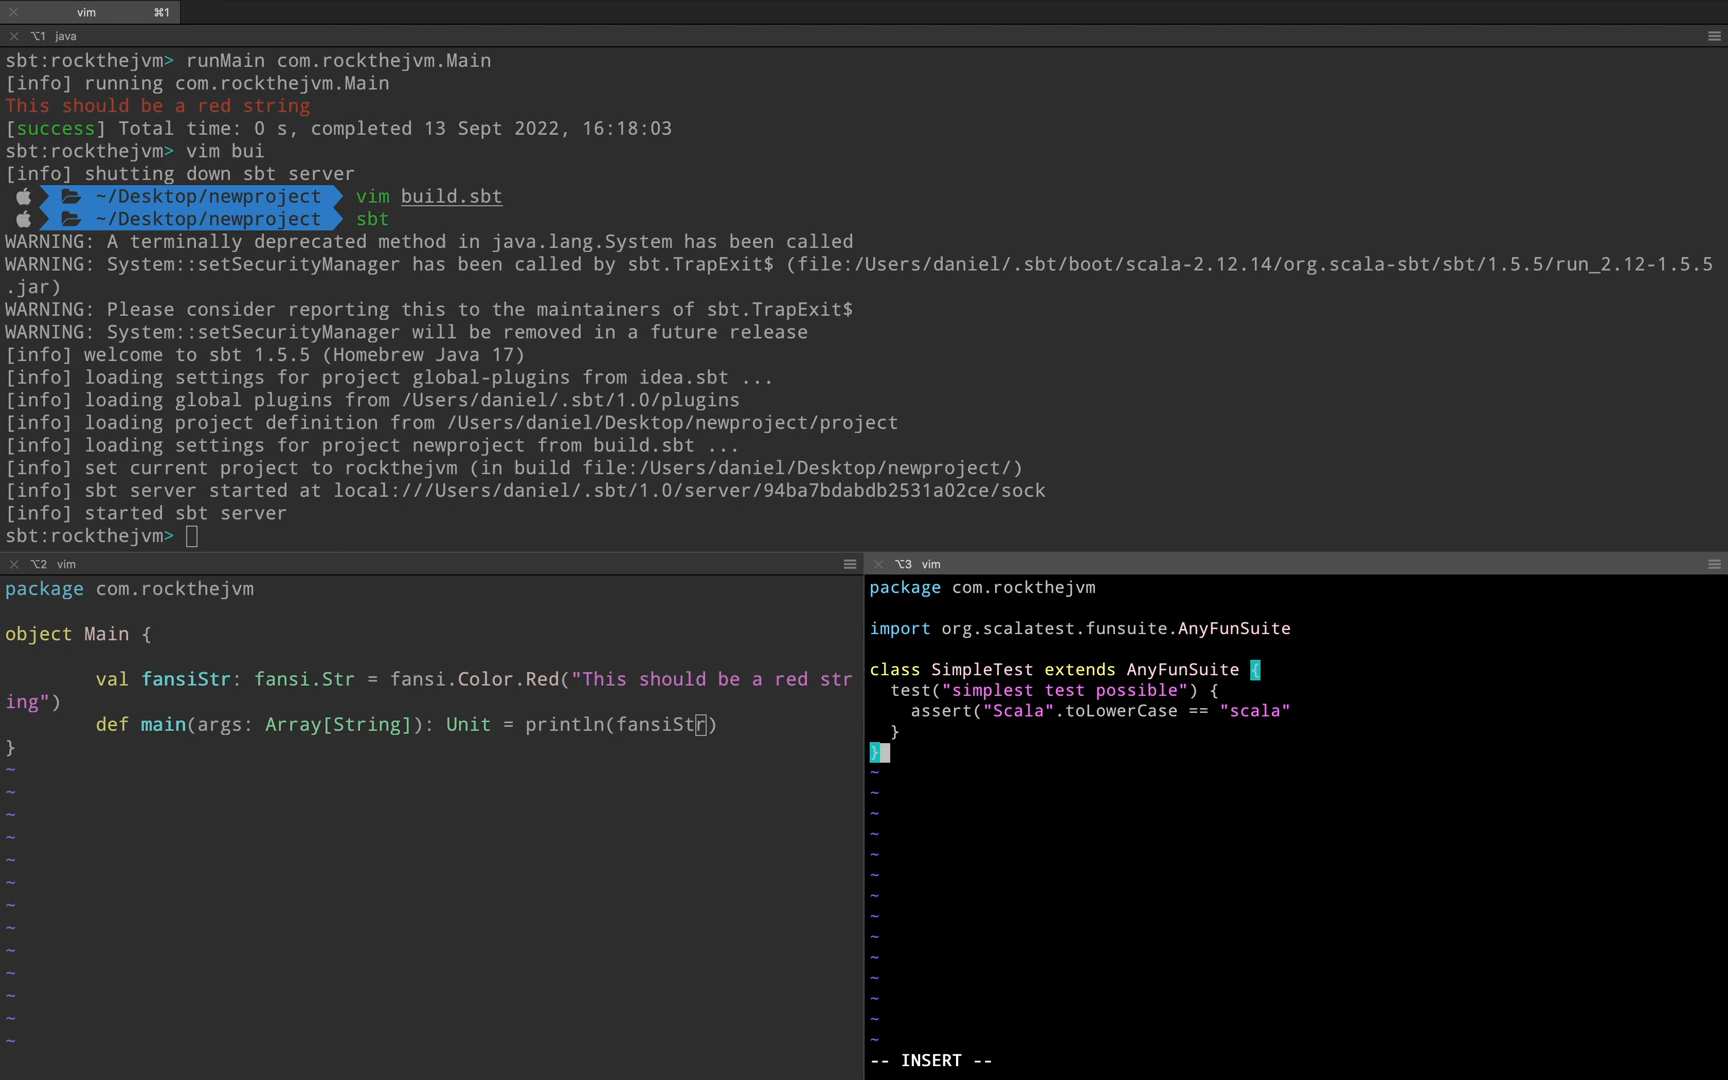 vim ⌘1
⌥1 java
sbt:rockthejvm> runMain com.rockthejvm.Main
[info] running com.rockthejvm.Main
This should be a red string
[success] Total time: 0 s, completed 13 Sept 2022, 16:18:03
sbt:rockthejvm> vim bui
[info] shutting down sbt server
~/Desktop/newproject vim build.sbt
~/Desktop/newproject sbt
WARNING: A terminally deprecated method in java.lang.System has been called
WARNING: System::setSecurityManager has been called by sbt.TrapExit$ (file:/Users/daniel/.sbt/boot/scala-2.12.14/org.scala-sbt/sbt/1.5.5/run_2.12-1.5.5
.jar)
WARNING: Please consider reporting this to the maintainers of sbt.TrapExit$
WARNING: System::setSecurityManager will be removed in a future release
[info] welcome to sbt 1.5.5 (Homebrew Java 17)
[info] loading settings for project global-plugins from idea.sbt ...
[info] loading global plugins from /Users/daniel/.sbt/1.0/plugins
[info] loading project definition from /Users/daniel/Desktop/newproject/project
[info] loading settings for project newproject from build.sbt ...
[info] set current project to rockthejvm (in build file:/Users/daniel/Desktop/newproject/)
[info] sbt server started at local:///Users/daniel/.sbt/1.0/server/94ba7bdabdb2531a02ce/sock
[info] started sbt server
sbt:rockthejvm>
⌥2 vim
package com.rockthejvm
object Main {
val fansiStr: fansi.Str = fansi.Color.Red("This should be a red str
ing")
def main(args: Array[String]): Unit = println(fansiStr)
}
~
~
~
~
~
~
~
~
~
~
~
~
~
⌥3 vim
package com.rockthejvm
import org.scalatest.funsuite.AnyFunSuite
class SimpleTest extends AnyFunSuite {
test("simplest test possible") {
assert("Scala".toLowerCase == "scala"
}
}
~
~
~
~
~
~
~
~
~
~
~
~
~
~
-- INSERT --